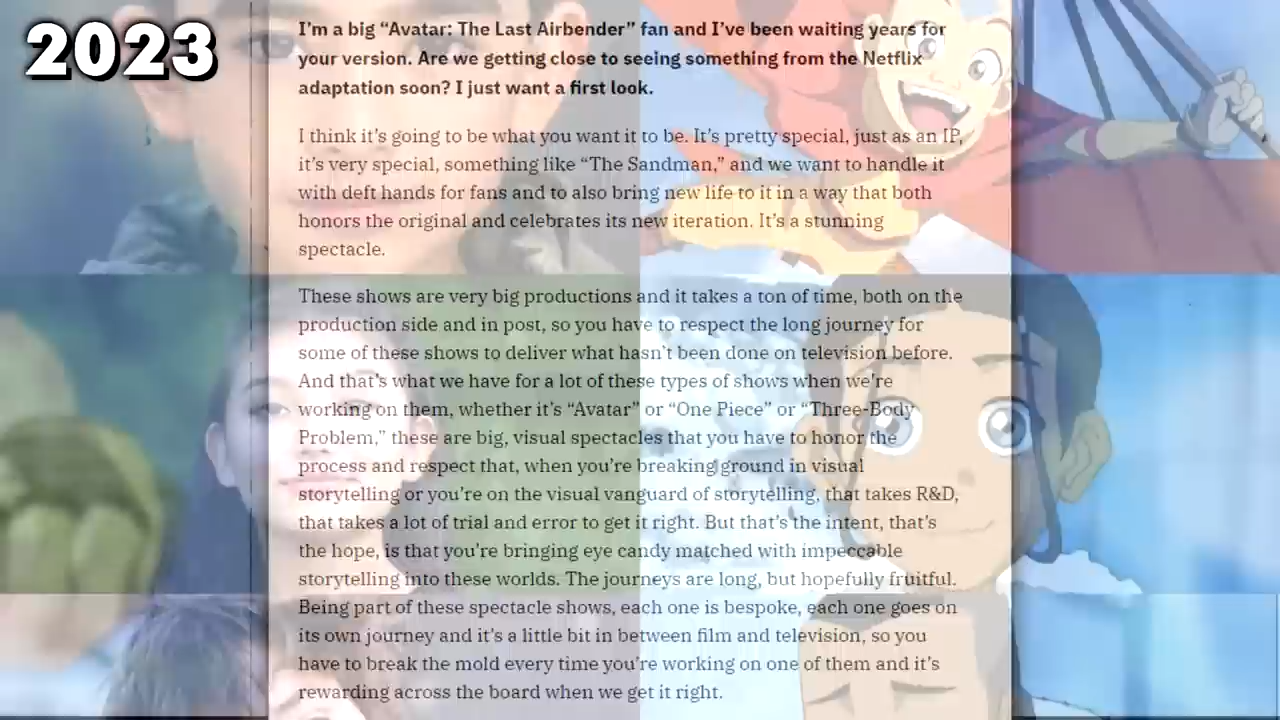 2023
I’m a big “Avatar: The Last Airbender” fan and I’ve been waiting years for
your version. Are we getting close to seeing something from the Netflix
adaptation soon? I just want a first look.
I think it’s going to be what you want it to be. It’s pretty special, just as an IP,
it’s very special, something like “The Sandman,” and we want to handle it
with deft hands for fans and to also bring new life to it in a way that both
honors the original and celebrates its new iteration. It’s a stunning
spectacle.
These shows are very big productions and it takes a ton of time, both on the
production side and in post, so you have to respect the long journey for
some of these shows to deliver what hasn’t been done on television before.
And that’s what we have for a lot of these types of shows when we’re
working on them, whether it’s “Avatar” or “One Piece” or “Three-Body
Problem,” these are big, visual spectacles that you have to honor the
process and respect that, when you’re breaking ground in visual
storytelling or you’re on the visual vanguard of storytelling, that takes R&D,
that takes a lot of trial and error to get it right. But that’s the intent, that’s
the hope, is that you’re bringing eye candy matched with impeccable
storytelling into these worlds. The journeys are long, but hopefully fruitful.
Being part of these spectacle shows, each one is bespoke, each one goes on
its own journey and it’s a little bit in between film and television, so you
have to break the mold every time you’re working on one of them and it’s
rewarding across the board when we get it right.